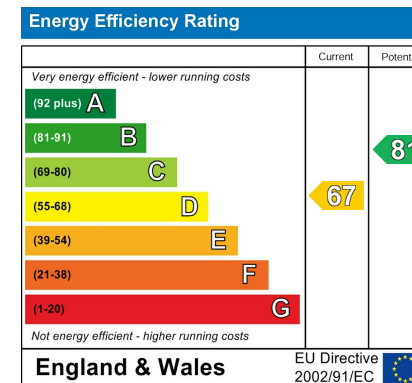 Energy Efficiency Rating
Current Potent
Very energy efficient - lower running costs
(92 plus) A
(81-91) B
81
(69-80) C
(55-68) D
67
(39-54) E
(21-38) F
(1-20) G
Not energy efficient - higher running costs
England & Wales
EU Directive
2002/91/EC